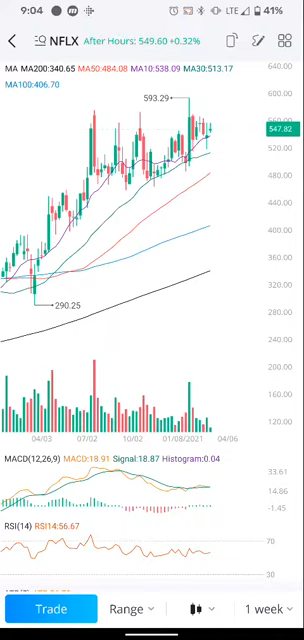 9:04 LTE 41%
NFLX After Hours: 549.60 +0.32%
MA MA200:340.65 MA50:484.08 MA10:538.09 MA30:513.17
MA100:406.70
640.00
600.00
593.29
560.00
547.82
520.00
480.00
440.00
400.00
360.00
320.00
290.25
280.00
240.00
200.00
160.00
120.00
04/03 07/02 10/02 01/08/2021 04/06
MACD(12,26,9) MACD:18.91 Signal:18.87 Histogram:0.04
33.61
14.86
-1.45
RSI(14) RSI14:56.67
70
30
Trade Range 1 week